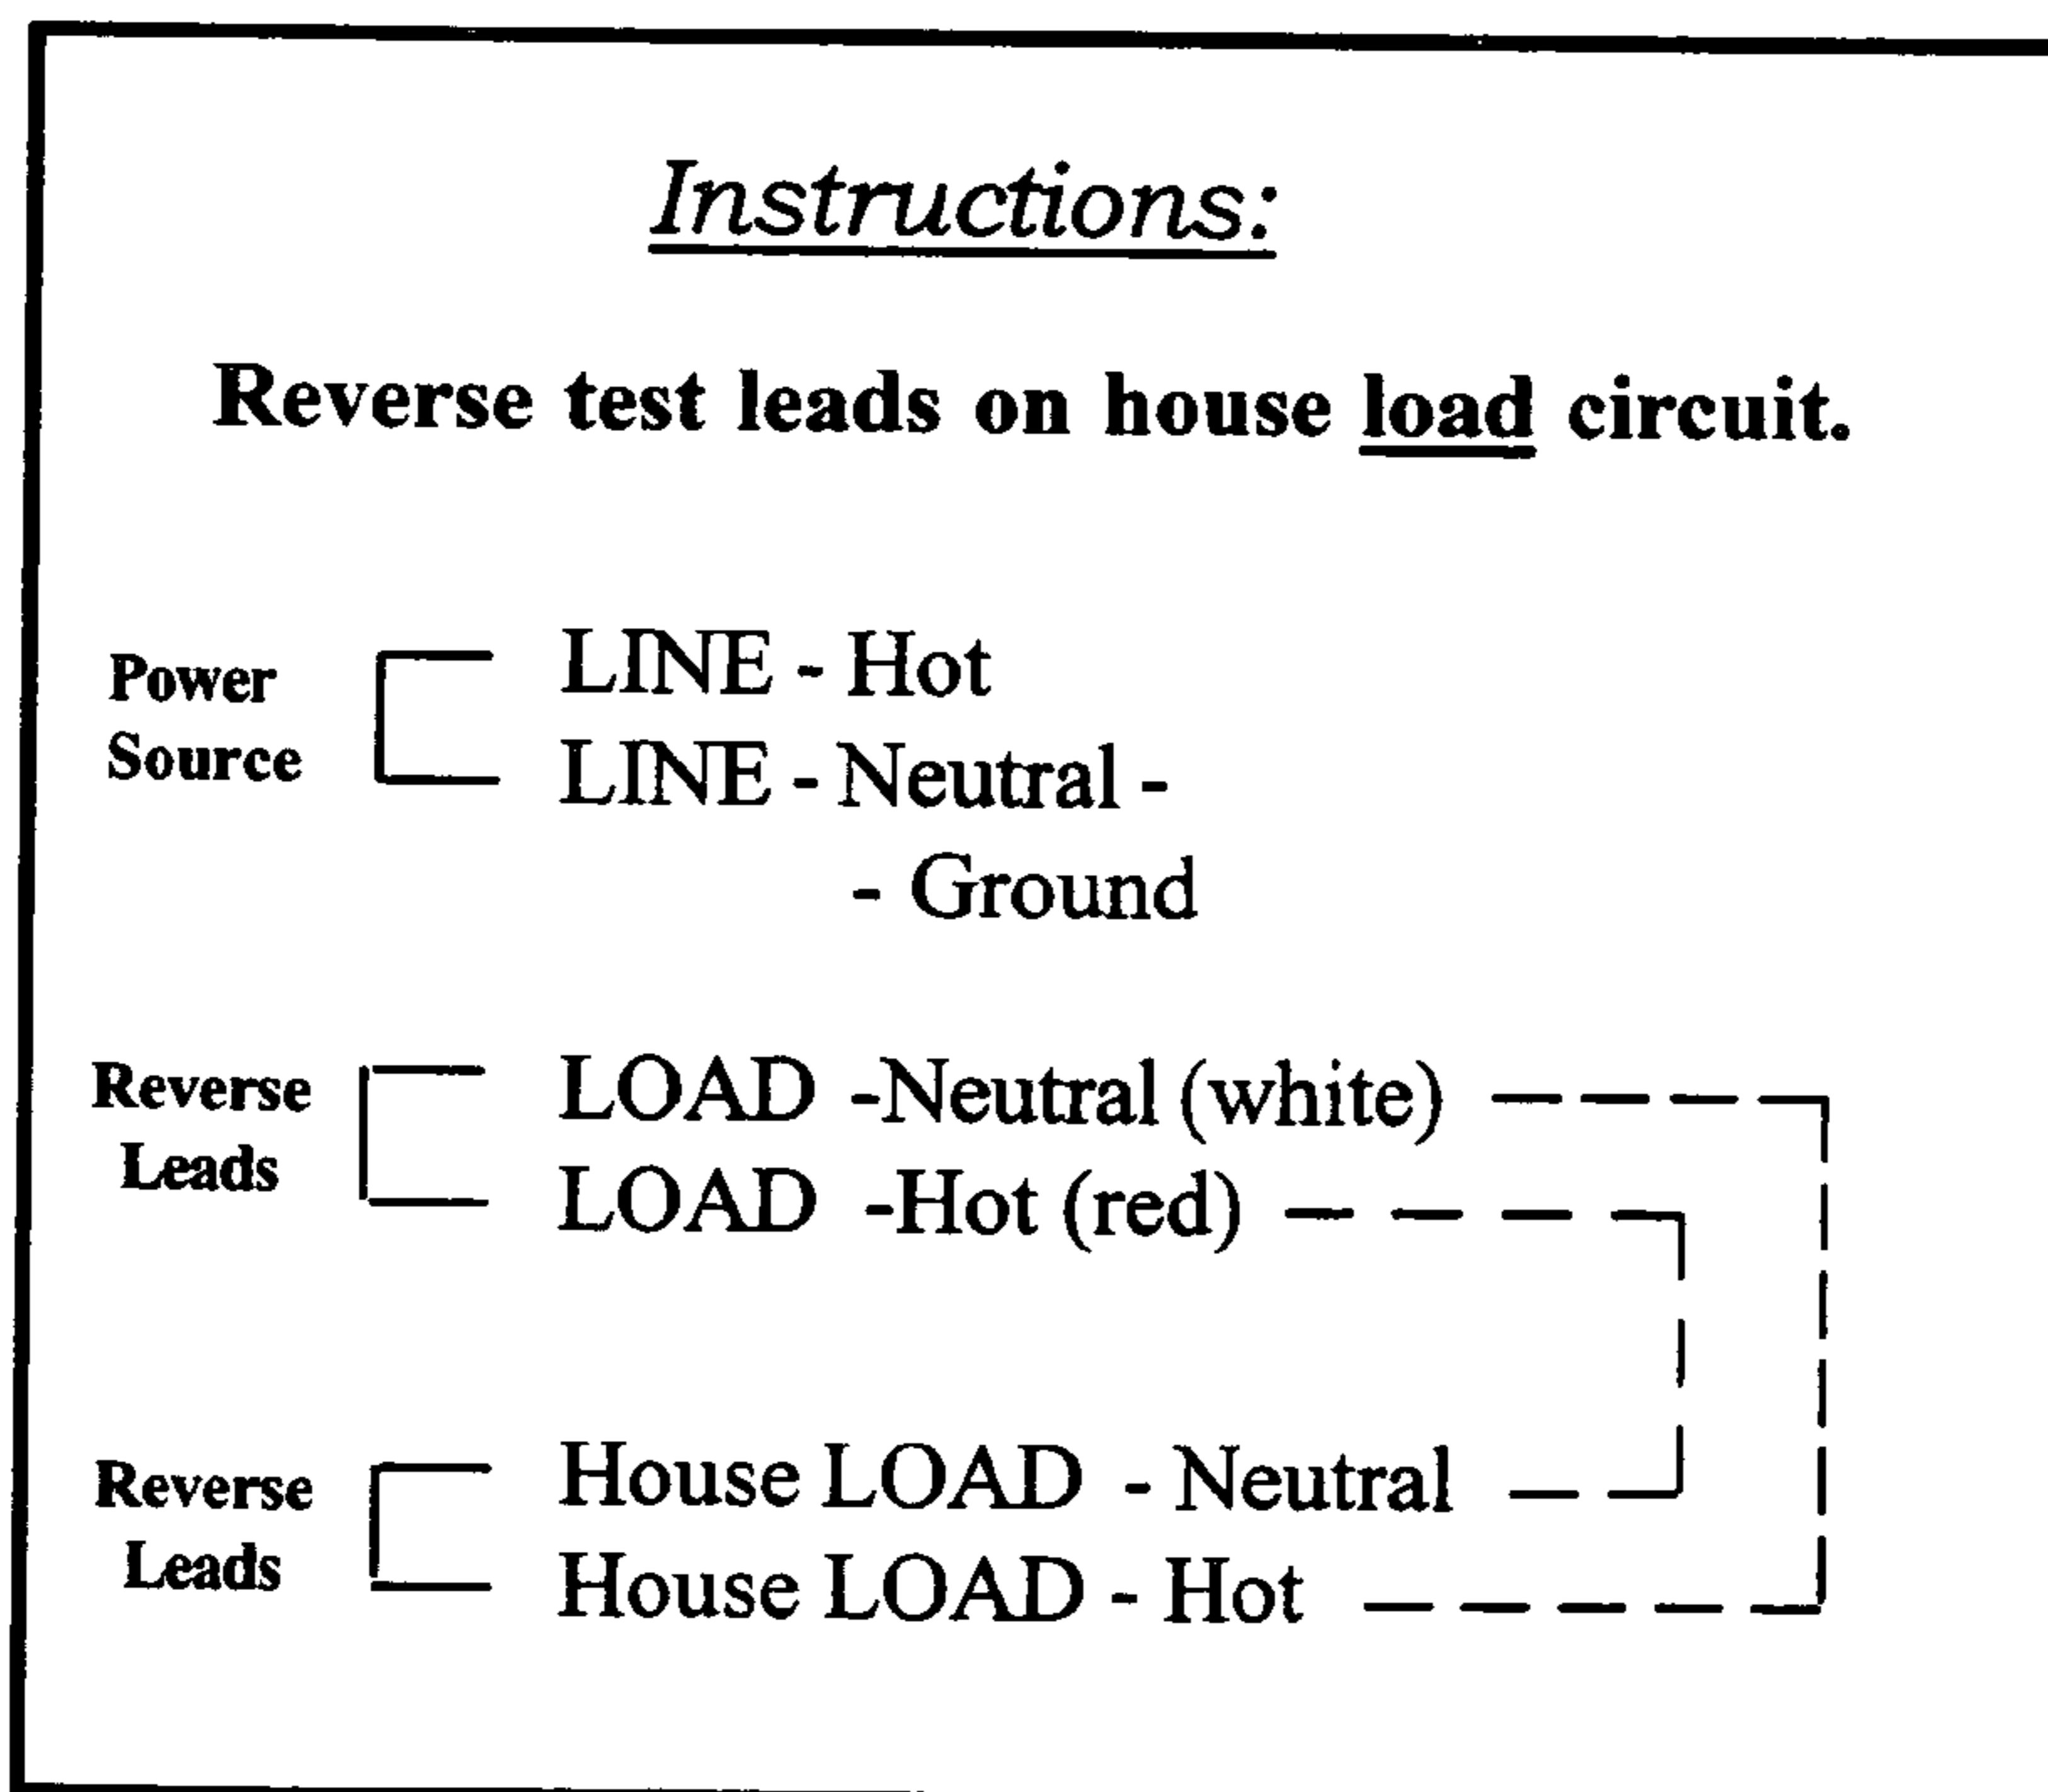 Instructions:
Reverse test leads on house load circuit.
Power
Source
LINE - Hot
LINE - Neutral -
- Ground
Reverse
Leads
LOAD -Neutral (white)
LOAD -Hot (red)
Reverse
Leads
House LOAD - Neutral
House LOAD - Hot